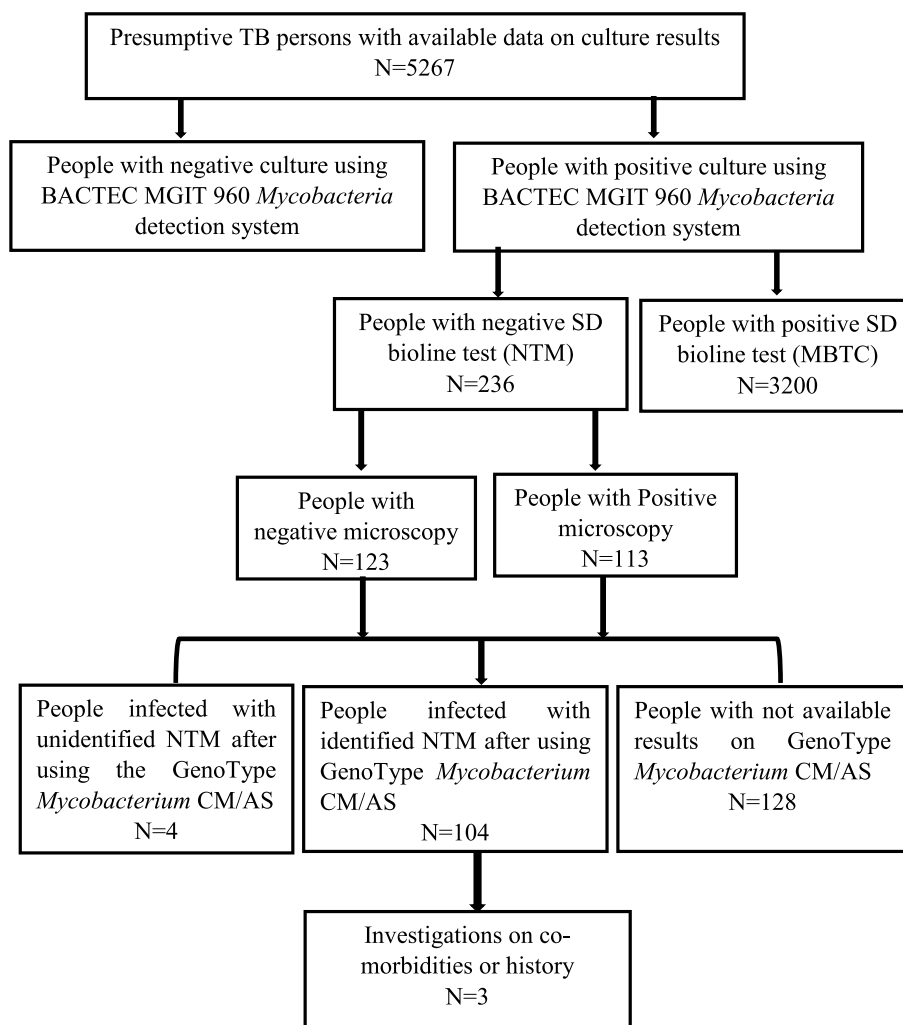 Presumptive TB persons with available data on culture results
N=5267
People with negative culture using
BACTEC MGIT 960 Mycobacteria
detection system
People with positive culture using
BACTEC MGIT 960 Mycobacteria
detection system
People with negative SD
bioline test (NTM)
N=236
People with positive SD
bioline test (MBTC)
N=3200
People with
negative microscopy
N=123
People with Positive
microscopy
N=113
People infected with
unidentified NTM after
using the GenoType
Mycobacterium CM/AS
N=4
People infected with
identified NTM after using
GenoType Mycobacterium
CM/AS
N=104
People with not available
results on GenoType
Mycobacterium CM/AS
N=128
Investigations on co-
morbidities or history
N=3